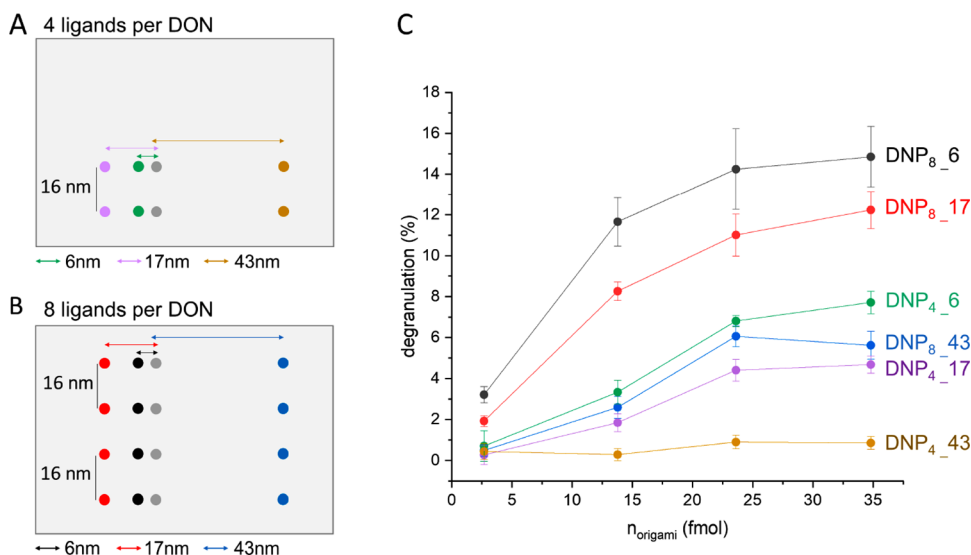 A
4 ligands per DON
16 nm
6nm 17nm 43nm
B
8 ligands per DON
16 nm
16 nm
6nm 17nm 43nm
C
degranulation (%)
18
16
14
12
10
8
6
4
2
0
0 5 10 15 20 25 30 35
n_origami (fmol)
DNP₈_6
DNP₈_17
DNP₄_6
DNP₈_43
DNP₄_17
DNP₄_43